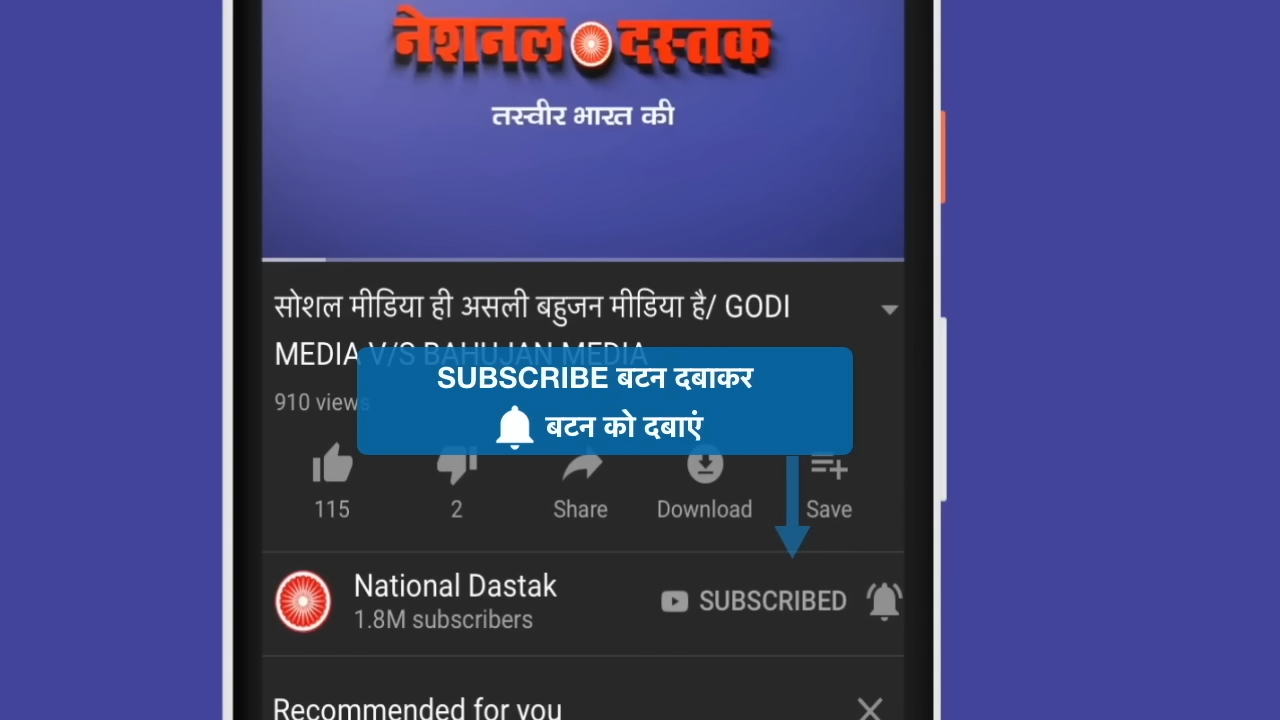 नेशनल दस्तक
तस्वीर भारत की
सोशल मीडिया ही असली बहुजन मीडिया है/ GODI
MEDIA V/S BAHUJAN MEDIA
910 views
SUBSCRIBE बटन दबाकर
बटन को दबाएं
115
2
Share
Download
Save
National Dastak
1.8M subscribers
SUBSCRIBED
Recommended for you